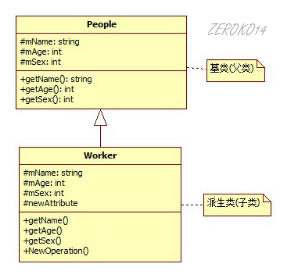 People
ZEROK014
#mName: string
#mAge: int
#mSex: int
+getName(): string
+getAge(): int
+getSex(): int
基类(父类)
Worker
#mName: string
#mAge: int
#mSex: int
#newAttribute
+getName()
+getAge()
+getSex()
+NewOperation()
派生类(子类)